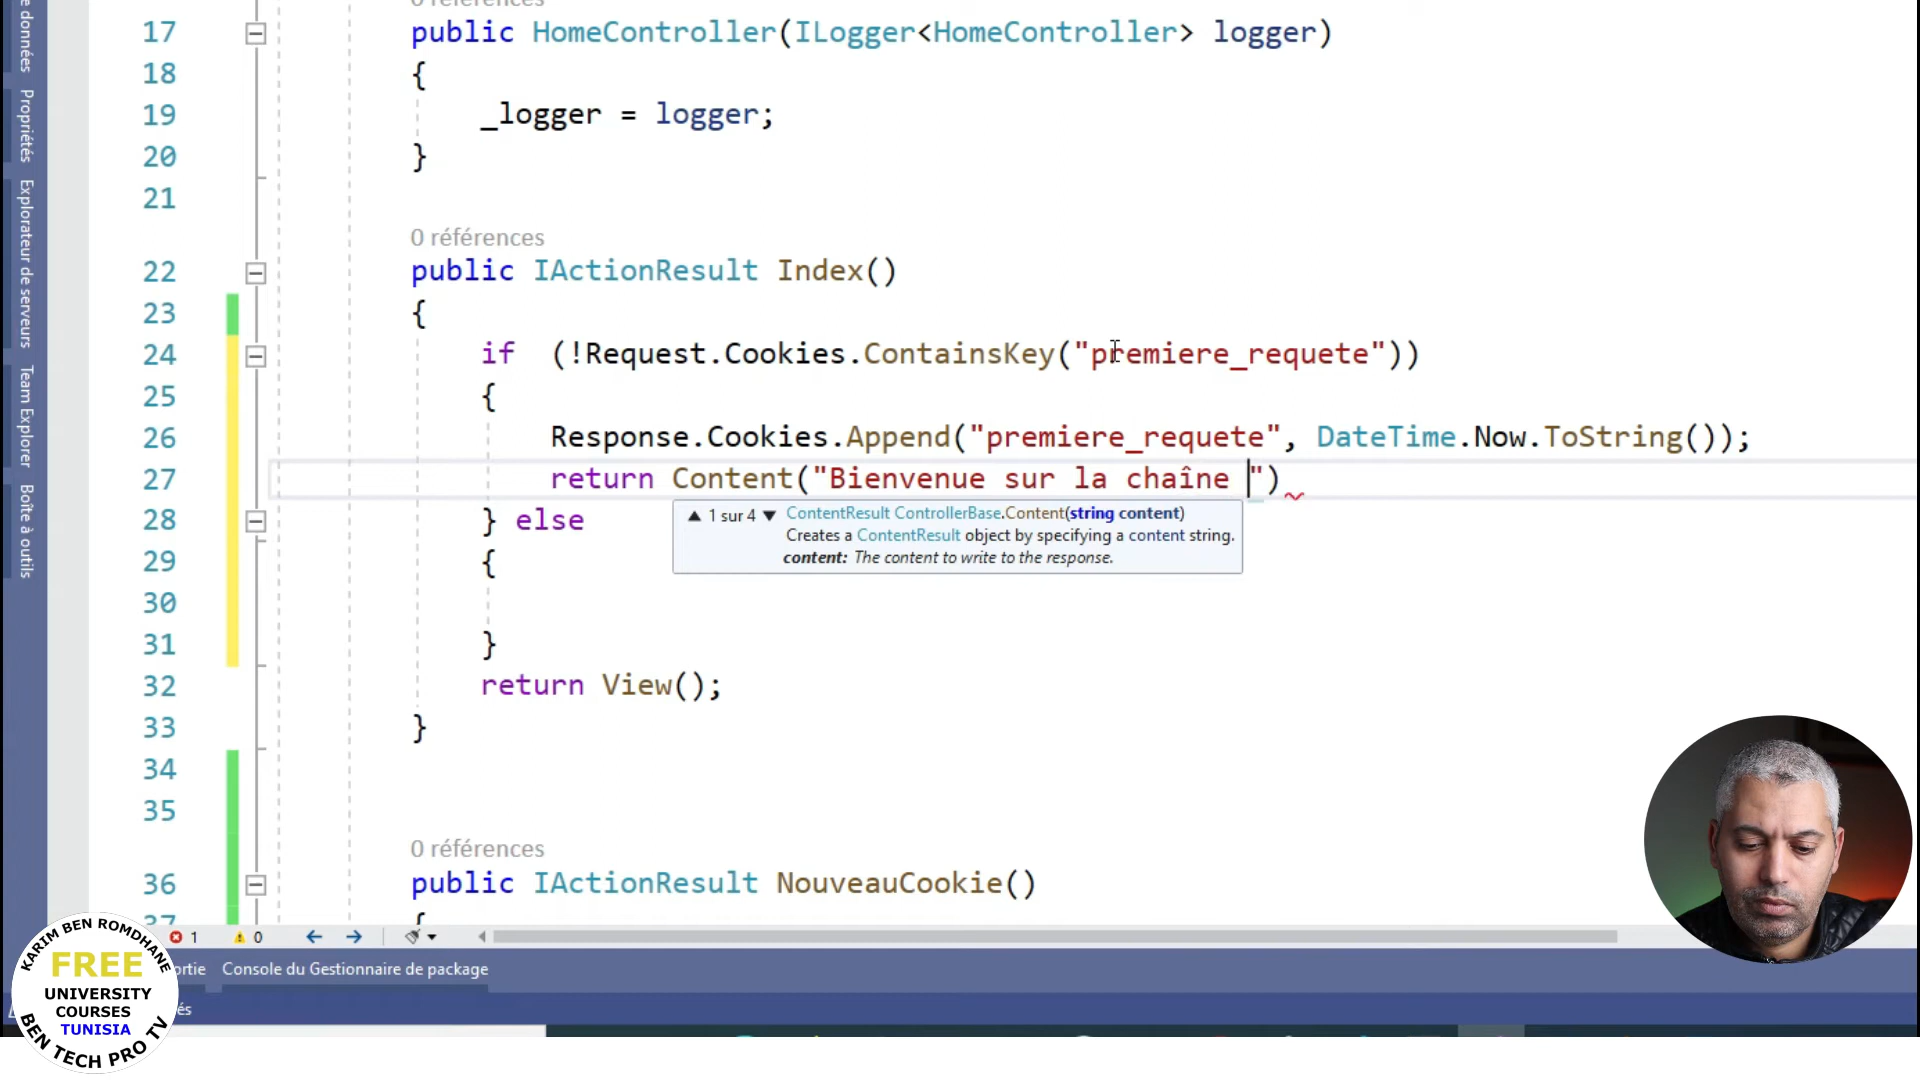 e données
Propriétés
Explorateur de serveurs
Team Explorer
Boîte à outils
0 références
17 public HomeController(ILogger<HomeController> logger)
18 {
19 _logger = logger;
20 }
21
0 références
22 public IActionResult Index()
23 {
24 if (!Request.Cookies.ContainsKey("premiere_requete"))
25 {
26 Response.Cookies.Append("premiere_requete", DateTime.Now.ToString());
27 return Content("Bienvenue sur la chaîne ")
28 } else
▲ 1 sur 4 ▼ ContentResult ControllerBase.Content(string content)
Creates a ContentResult object by specifying a content string.
content: The content to write to the response.
29 {
30
31 }
32 return View();
33 }
34
35
0 références
36 public IActionResult NouveauCookie()
37 {
1 0
ortie Console du Gestionnaire de package
és
KARIM BEN ROMDHANE
FREE
UNIVERSITY
COURSES
TUNISIA
BEN TECH PRO TV